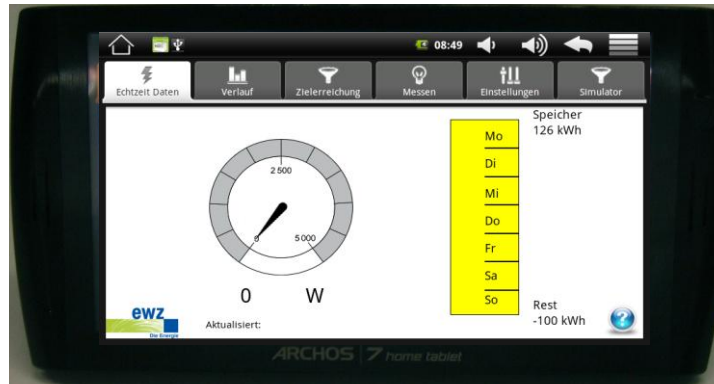 08:49
Echtzeit Daten
Verlauf
Zielerreichung
Messen
Einstellungen
Simulator
Speicher
126 kWh
Mo
Di
Mi
Do
Fr
Sa
So
2 500
0
5 000
0 W
Rest
-100 kWh
ewz
Die Energie
Aktualisiert:
?
ARCHOS 7 home tablet